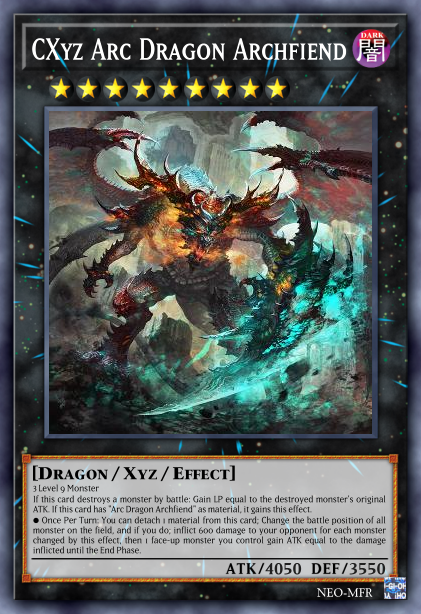 CXyz Arc Dragon Archfiend
DARK
闇
[Dragon / Xyz / Effect]
3 Level 9 Monster
If this card destroys a monster by battle: Gain LP equal to the destroyed monster's original
ATK. If this card has "Arc Dragon Archfiend" as material, it gains this effect.
● Once Per Turn: You can detach 1 material from this card; Change the battle position of all
monster on the field, and if you do; inflict 600 damage to your opponent for each monster
changed by this effect, then 1 face-up monster you control gain ATK equal to the damage
inflicted until the End Phase.
ATK/4050 DEF/3550
NEO-MFR